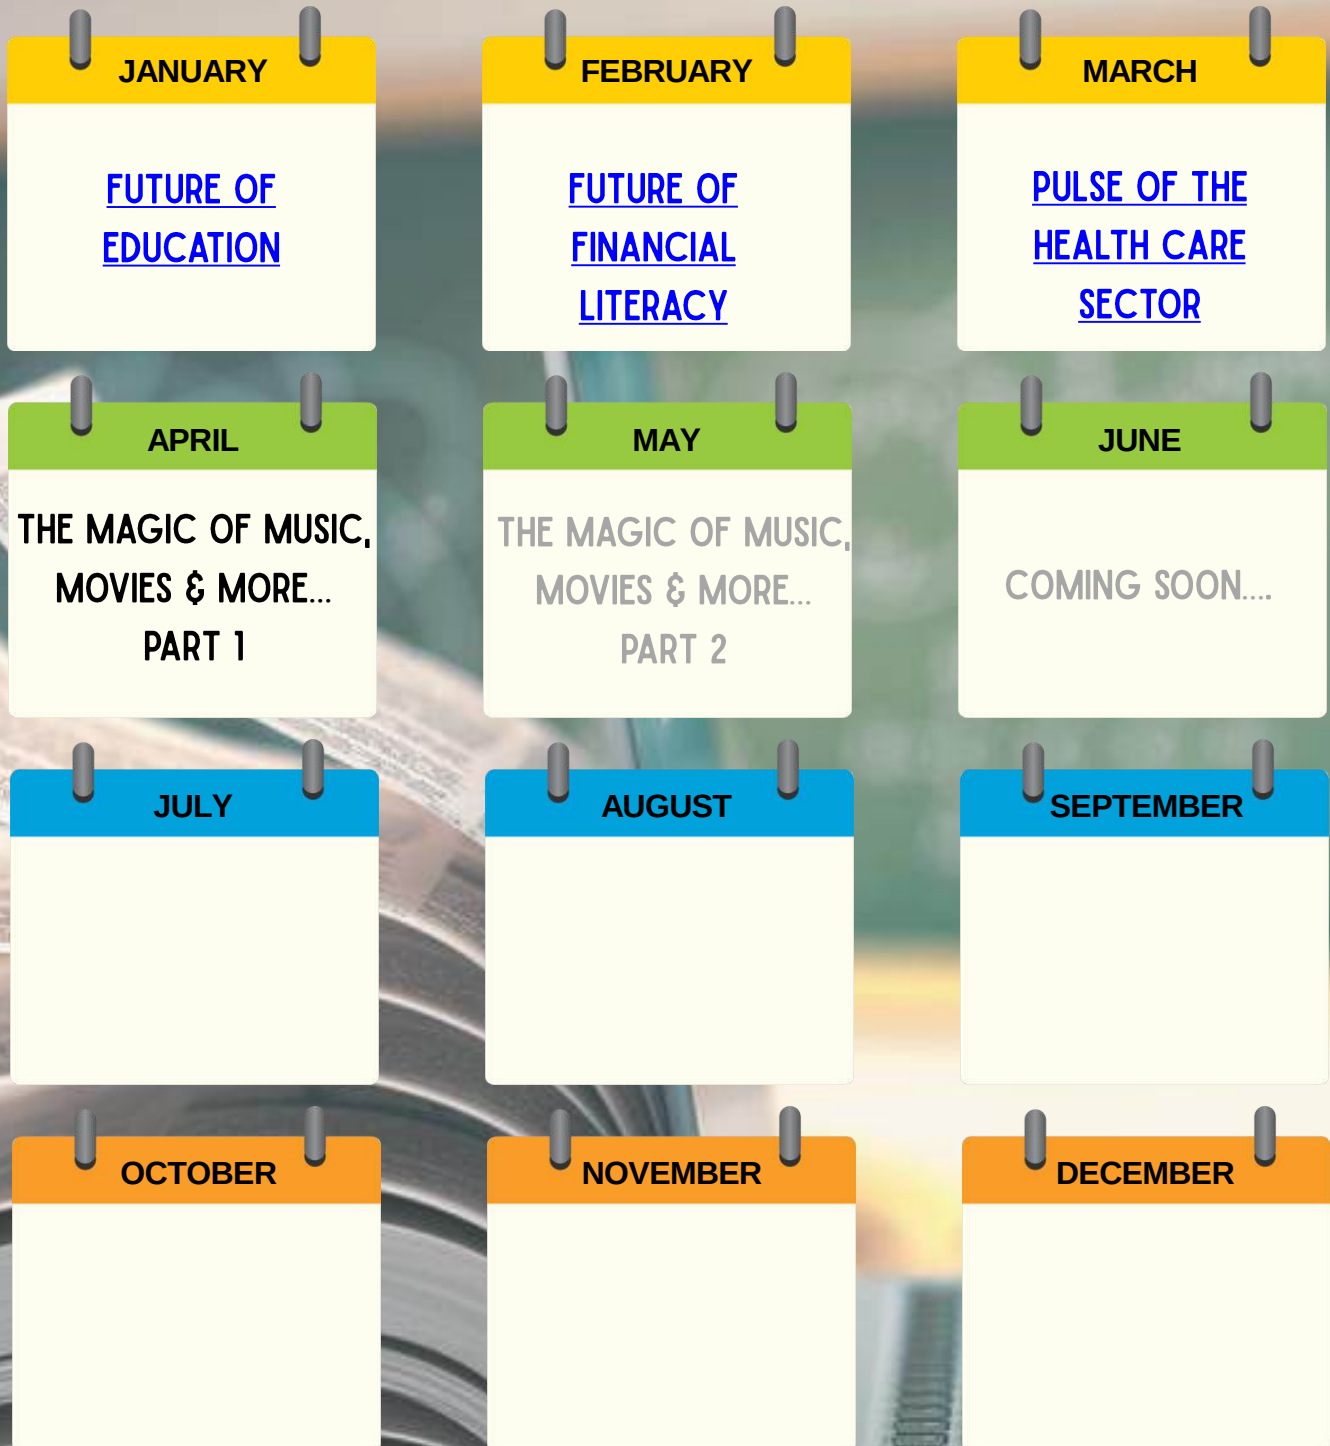 JANUARY
FUTURE OF
EDUCATION
FEBRUARY
FUTURE OF
FINANCIAL
LITERACY
MARCH
PULSE OF THE
HEALTH CARE
SECTOR
APRIL
THE MAGIC OF MUSIC,
MOVIES & MORE...
PART 1
MAY
THE MAGIC OF MUSIC,
MOVIES & MORE...
PART 2
JUNE
COMING SOON....
JULY
AUGUST
SEPTEMBER
OCTOBER
NOVEMBER
DECEMBER